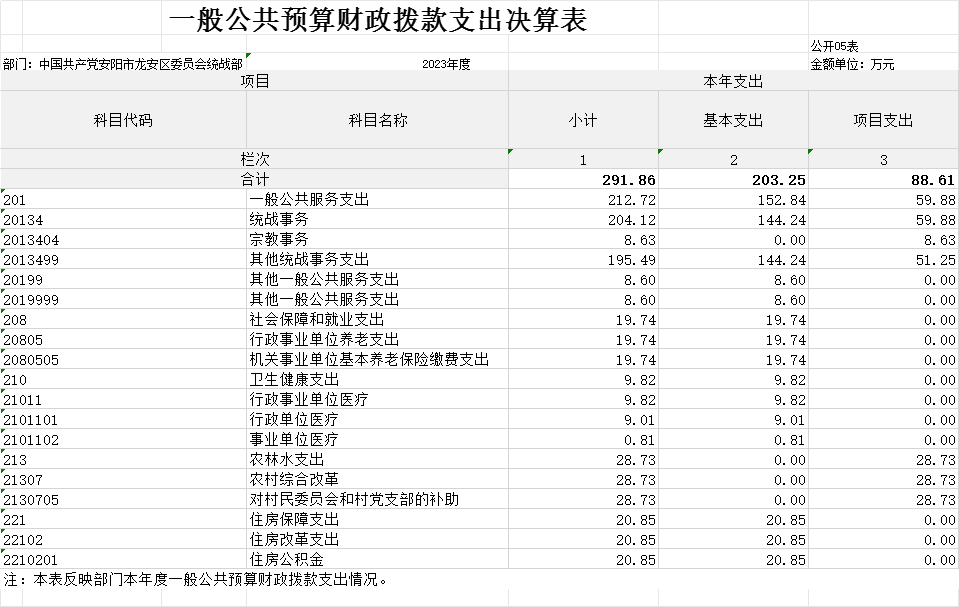 一般公共预算财政拨款支出决算表
公开05表
部门：中国共产党安阳市龙安区委员会统战部 2023年度 金额单位：万元
项目 本年支出
科目代码 科目名称 小计 基本支出 项目支出
栏次 1 2 3
合计 291.86 203.25 88.61
201 一般公共服务支出 212.72 152.84 59.88
20134 统战事务 204.12 144.24 59.88
2013404 宗教事务 8.63 0.00 8.63
2013499 其他统战事务支出 195.49 144.24 51.25
20199 其他一般公共服务支出 8.60 8.60 0.00
2019999 其他一般公共服务支出 8.60 8.60 0.00
208 社会保障和就业支出 19.74 19.74 0.00
20805 行政事业单位养老支出 19.74 19.74 0.00
2080505 机关事业单位基本养老保险缴费支出 19.74 19.74 0.00
210 卫生健康支出 9.82 9.82 0.00
21011 行政事业单位医疗 9.82 9.82 0.00
2101101 行政单位医疗 9.01 9.01 0.00
2101102 事业单位医疗 0.81 0.81 0.00
213 农林水支出 28.73 0.00 28.73
21307 农村综合改革 28.73 0.00 28.73
2130705 对村民委员会和村党支部的补助 28.73 0.00 28.73
221 住房保障支出 20.85 20.85 0.00
22102 住房改革支出 20.85 20.85 0.00
2210201 住房公积金 20.85 20.85 0.00
注：本表反映部门本年度一般公共预算财政拨款支出情况。